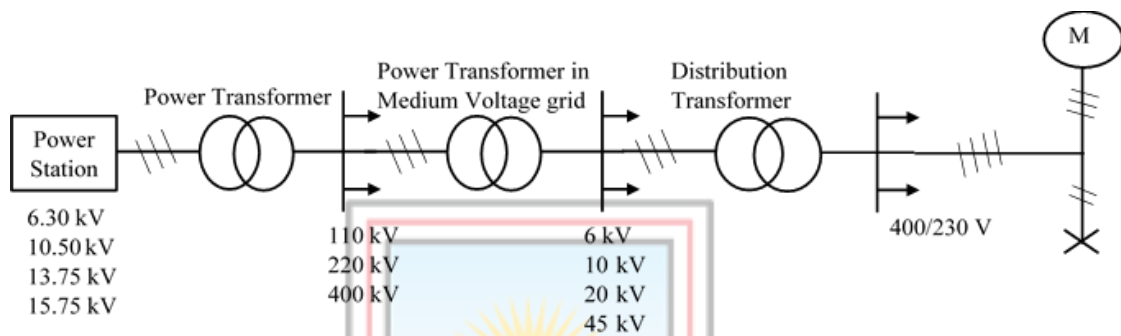 M
Power Transformer in
Medium Voltage grid
Distribution
Transformer
Power Transformer
Power
Station
6.30 kV
10.50 kV
13.75 kV
15.75 kV
110 kV
220 kV
400 kV
6 kV
10 kV
20 kV
45 kV
400/230 V